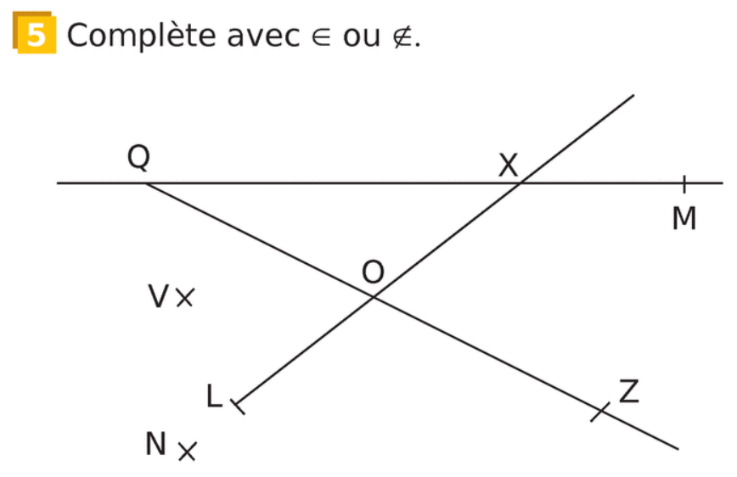 5 Complète avec ∈ ou ∉.
Q
X
M
O
V
L
Z
N